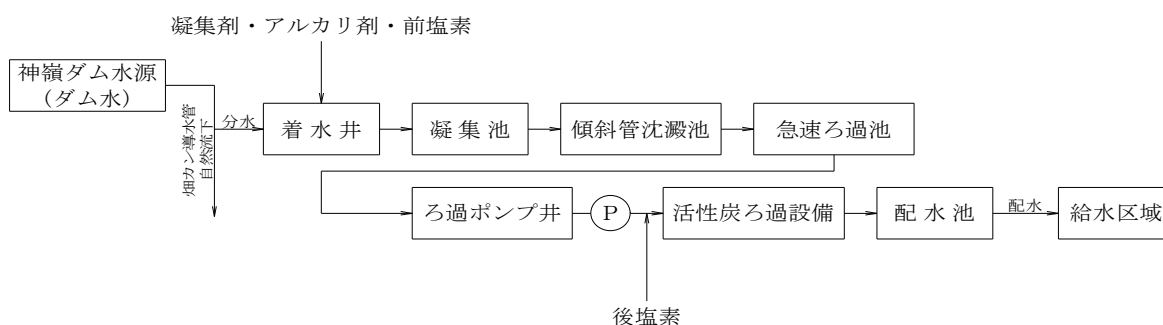 凝集剤・アルカリ剤・前塩素
神嶺ダム水源
(ダム水)
畑カン導水管
自然流下
分水
着水井
凝集池
傾斜管沈澱池
急速ろ過池
ろ過ポンプ井
P
活性炭ろ過設備
配水池
配水
給水区域
後塩素